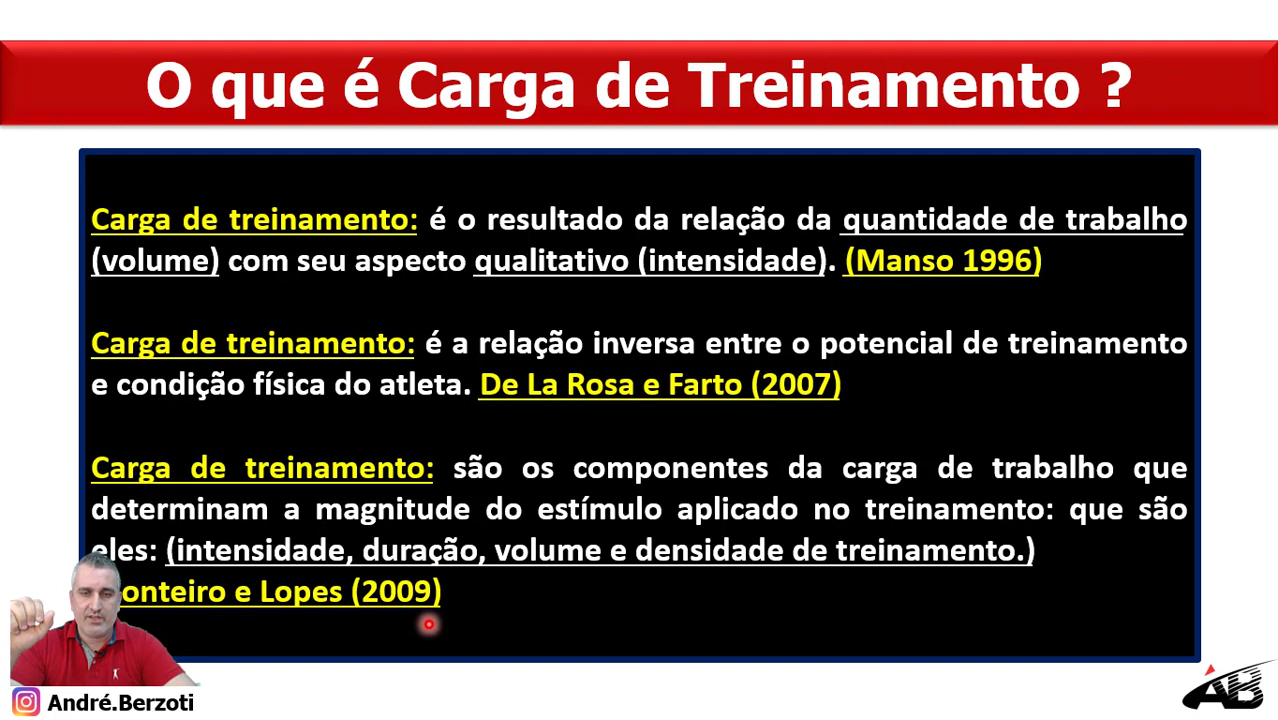 O que é Carga de Treinamento ?
Carga de treinamento: é o resultado da relação da quantidade de trabalho
(volume) com seu aspecto qualitativo (intensidade). (Manso 1996)
Carga de treinamento: é a relação inversa entre o potencial de treinamento
e condição física do atleta. De La Rosa e Farto (2007)
Carga de treinamento: são os componentes da carga de trabalho que
determinam a magnitude do estímulo aplicado no treinamento: que são
eles: (intensidade, duração, volume e densidade de treinamento.)
onteiro e Lopes (2009)
André.Berzoti
AB